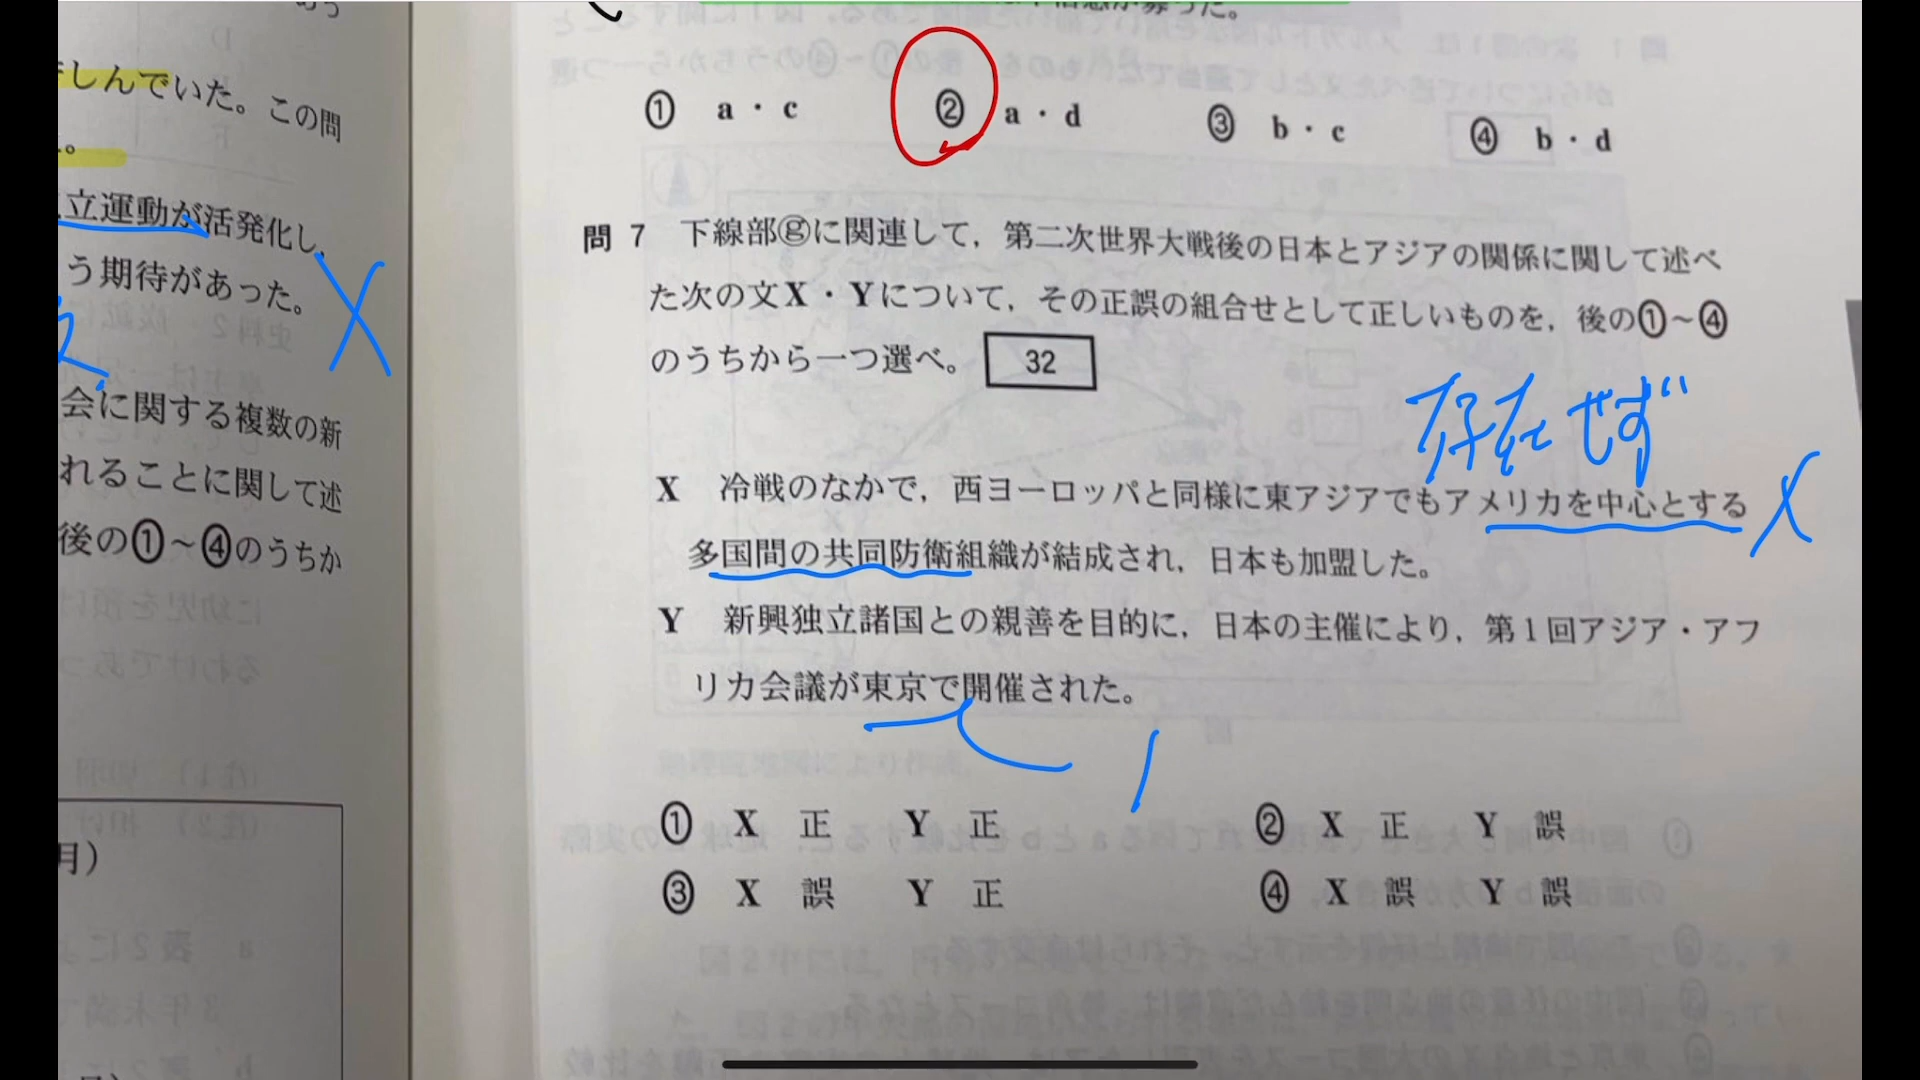 しんでいた。この問
。
立運動が活発化し,
う期待があった。
X
会に関する複数の新
れることに関して述
後の①～④のうちか
月）
① a・c ② a・d ③ b・c ④ b・d
問 7 下線部ⓖに関連して，第二次世界大戦後の日本とアジアの関係に関して述べ
た次の文X・Yについて，その正誤の組合せとして正しいものを，後の①～④
のうちから一つ選べ。 32
存在せず
X 冷戦のなかで，西ヨーロッパと同様に東アジアでもアメリカを中心とする X
多国間の共同防衛組織が結成され，日本も加盟した。
Y 新興独立諸国との親善を目的に，日本の主催により，第1回アジア・アフ
リカ会議が東京で開催された。
① X 正 Y 正 ② X 正 Y 誤
③ X 誤 Y 正 ④ X 誤 Y 誤